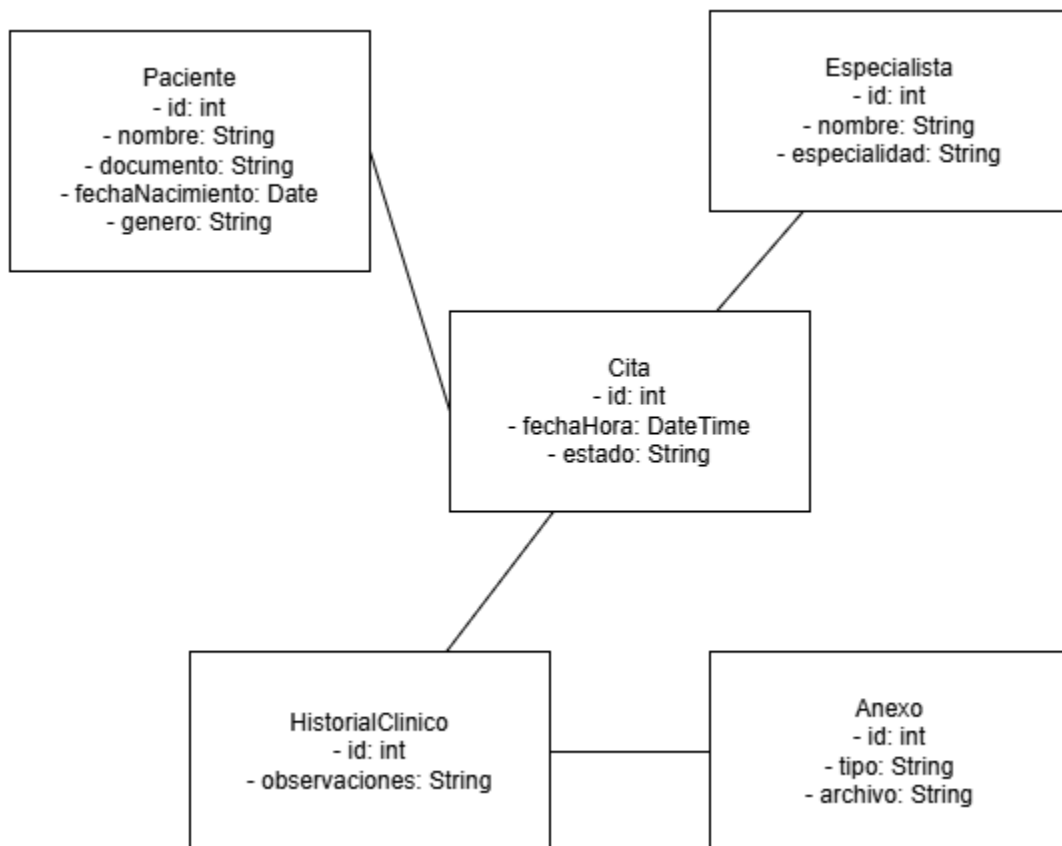 Paciente
- id: int
- nombre: String
- documento: String
- fechaNacimiento: Date
- genero: String
Especialista
- id: int
- nombre: String
- especialidad: String
Cita
- id: int
- fechaHora: DateTime
- estado: String
HistorialClinico
- id: int
- observaciones: String
Anexo
- id: int
- tipo: String
- archivo: String